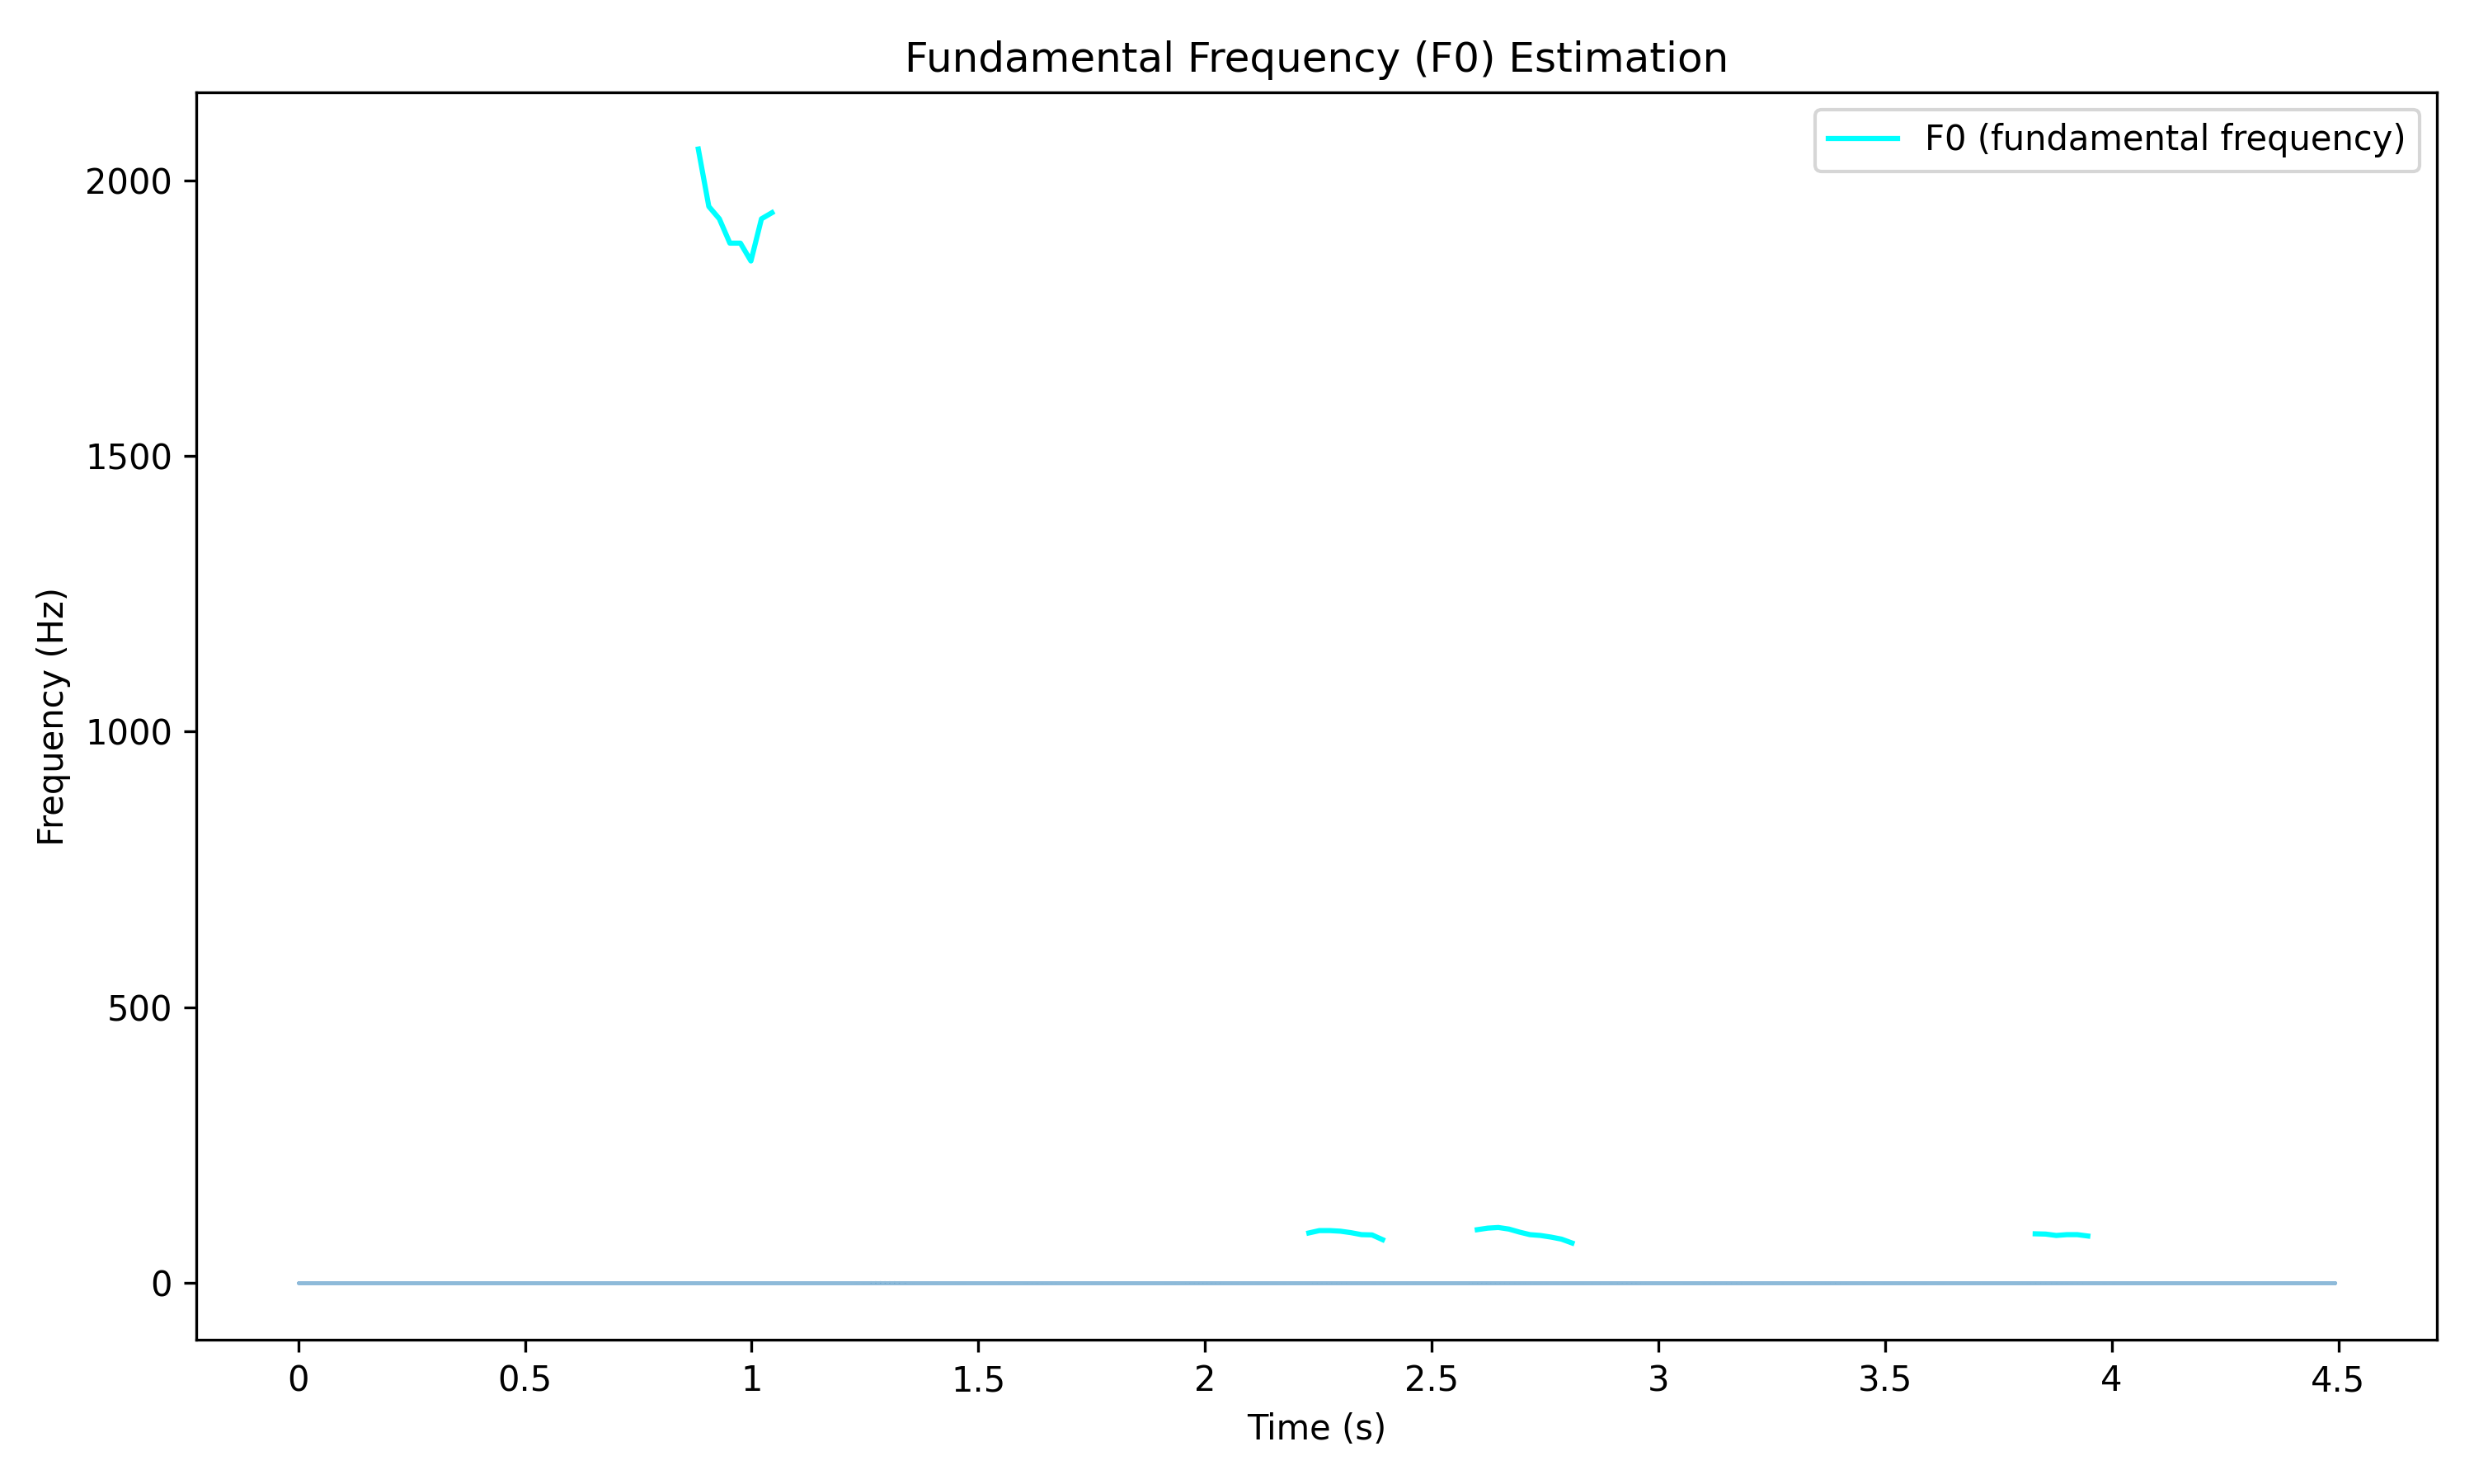 Fundamental Frequency (F0) Estimation
F0 (fundamental frequency)
Frequency (Hz)
2000
1500
1000
500
0
0 0.5 1 1.5 2 2.5 3 3.5 4 4.5
Time (s)